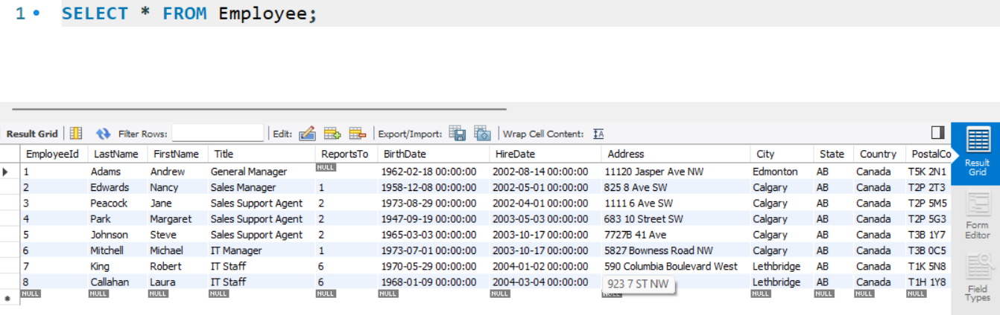 1 SELECT * FROM Employee;
Result Grid Filter Rows: Edit: Export/Import: Wrap Cell Content: IA
EmployeeId LastName FirstName Title ReportsTo BirthDate HireDate Address City State Country PostalCo
1 Adams Andrew General Manager NULL 1962-02-18 00:00:00 2002-08-14 00:00:00 11120 Jasper Ave NW Edmonton AB Canada T5K 2N1
2 Edwards Nancy Sales Manager 1 1958-12-08 00:00:00 2002-05-01 00:00:00 825 8 Ave SW Calgary AB Canada T2P 2T3
3 Peacock Jane Sales Support Agent 2 1973-08-29 00:00:00 2002-04-01 00:00:00 1111 6 Ave SW Calgary AB Canada T2P 5M5
4 Park Margaret Sales Support Agent 2 1947-09-19 00:00:00 2003-05-03 00:00:00 683 10 Street SW Calgary AB Canada T2P 5G3
5 Johnson Steve Sales Support Agent 2 1965-03-03 00:00:00 2003-10-17 00:00:00 7727B 41 Ave Calgary AB Canada T3B 1Y7
6 Mitchell Michael IT Manager 1 1973-07-01 00:00:00 2003-10-17 00:00:00 5827 Bowness Road NW Calgary AB Canada T3B 0C5
7 King Robert IT Staff 6 1970-05-29 00:00:00 2004-01-02 00:00:00 590 Columbia Boulevard West Lethbridge AB Canada T1K 5N8
8 Callahan Laura IT Staff 6 1968-01-09 00:00:00 2004-03-04 00:00:00 923 7 ST NW Lethbridge AB Canada T1H 1Y8
NULL NULL NULL NULL NULL NULL NULL NULL NULL NULL NULL NULL
Result
Grid
Form
Editor
Field
Types